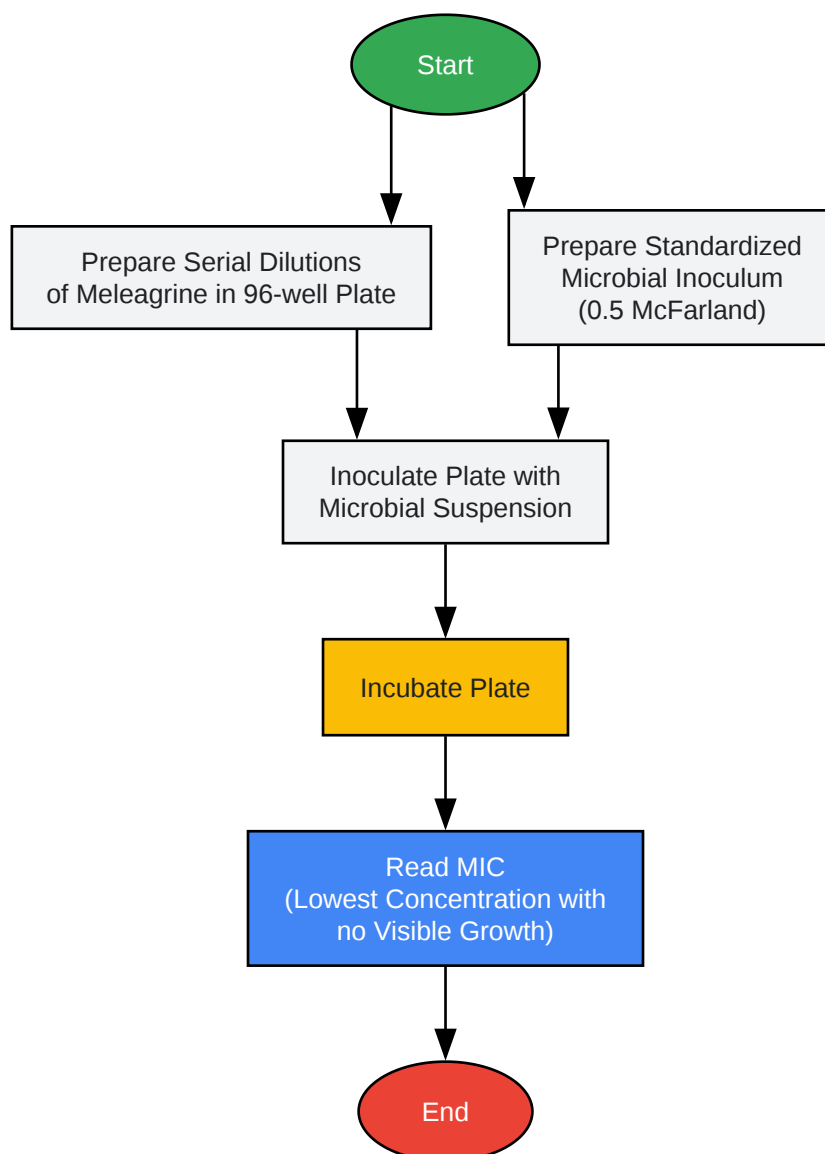 Start
Prepare Serial Dilutions
of Meleagrine in 96-well Plate
Prepare Standardized
Microbial Inoculum
(0.5 McFarland)
Inoculate Plate with
Microbial Suspension
Incubate Plate
Read MIC
(Lowest Concentration with
no Visible Growth)
End